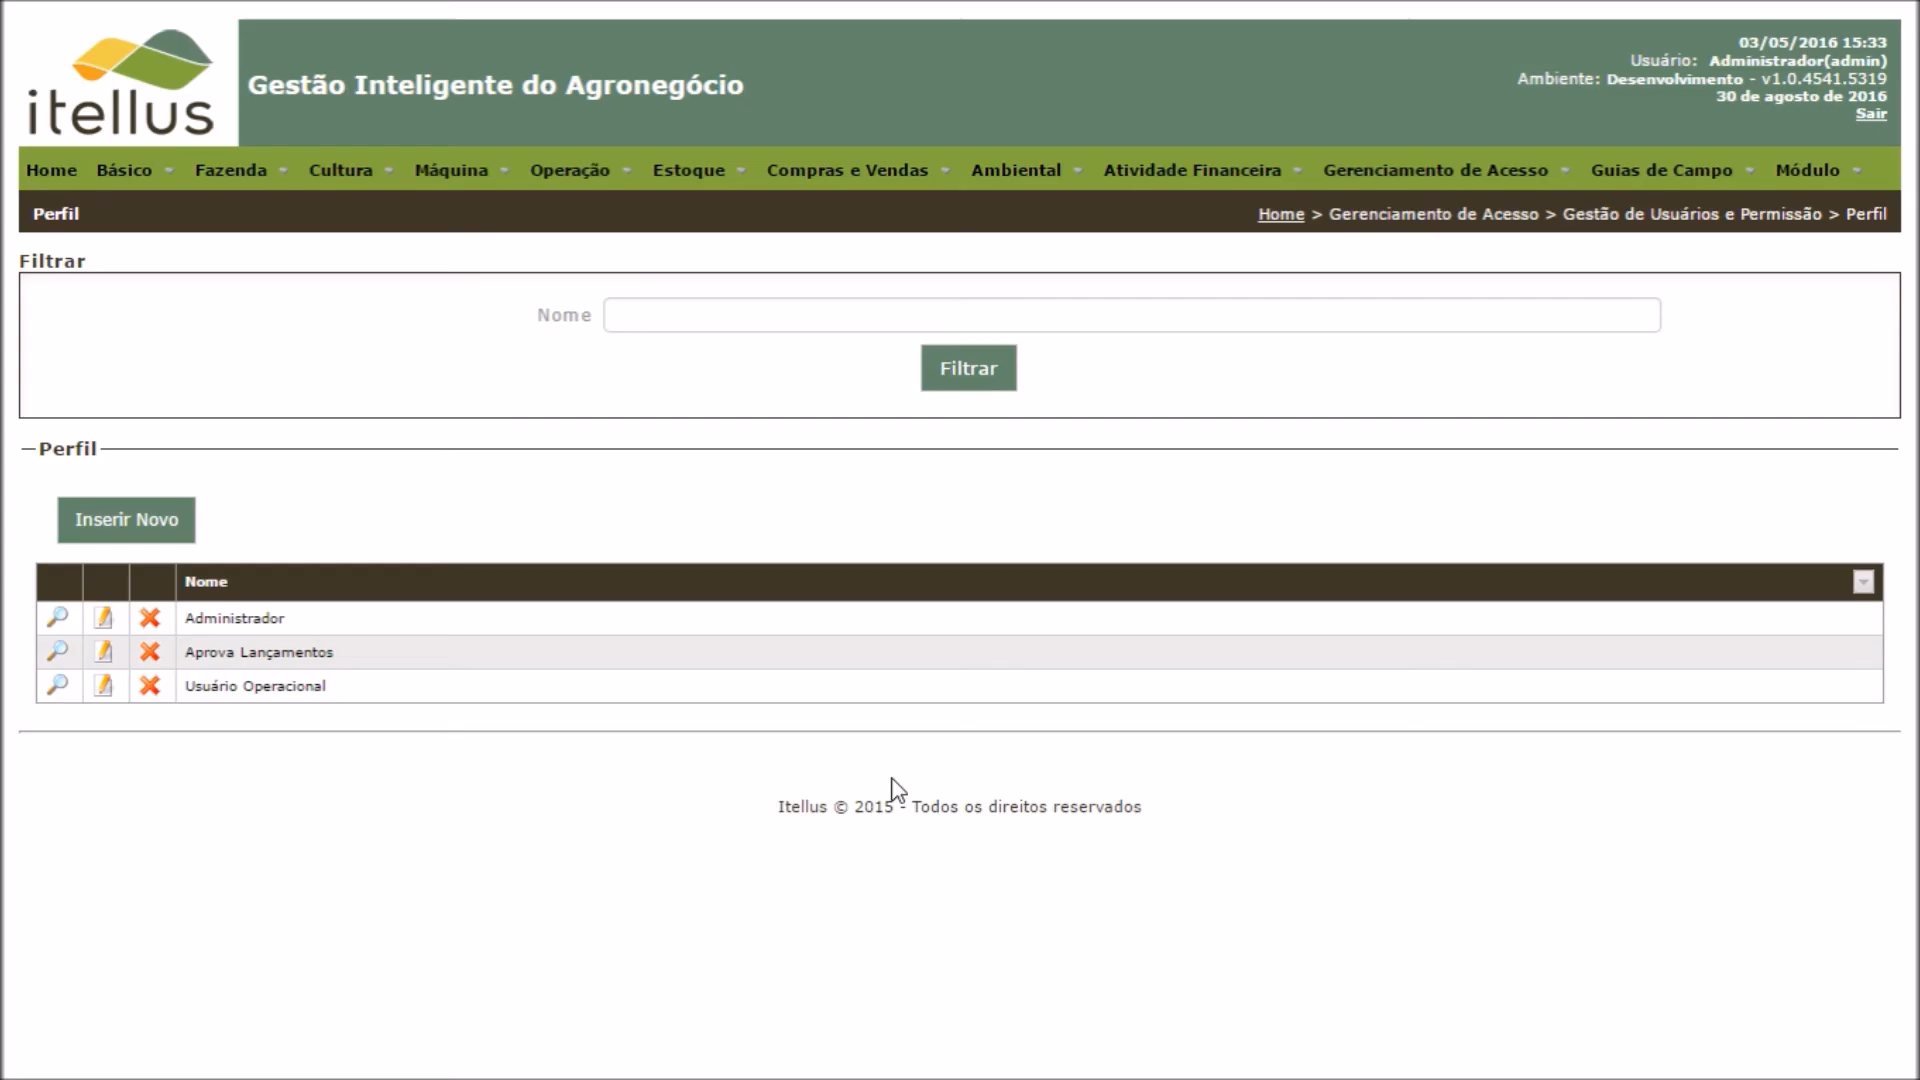 itellus
Gestão Inteligente do Agronegócio
03/05/2016 15:33
Usuário: Administrador(admin)
Ambiente: Desenvolvimento - v1.0.4541.5319
30 de agosto de 2016
Sair
Home Básico Fazenda Cultura Máquina Operação Estoque Compras e Vendas Ambiental Atividade Financeira Gerenciamento de Acesso Guias de Campo Módulo
Perfil Home > Gerenciamento de Acesso > Gestão de Usuários e Permissão > Perfil
Filtrar
Nome
Filtrar
Perfil
Inserir Novo
Nome
Administrador
Aprova Lançamentos
Usuário Operacional
Itellus © 2015 - Todos os direitos reservados